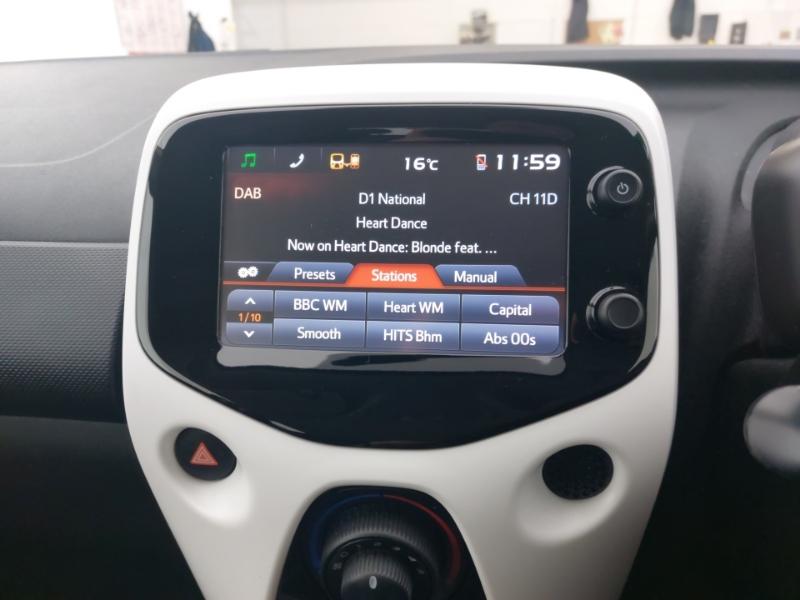 16℃ 11:59
DAB D1 National CH 11D
Heart Dance
Now on Heart Dance: Blonde feat. ...
Presets Stations Manual
BBC WM Heart WM Capital
1/10
Smooth HITS Bhm Abs 00s